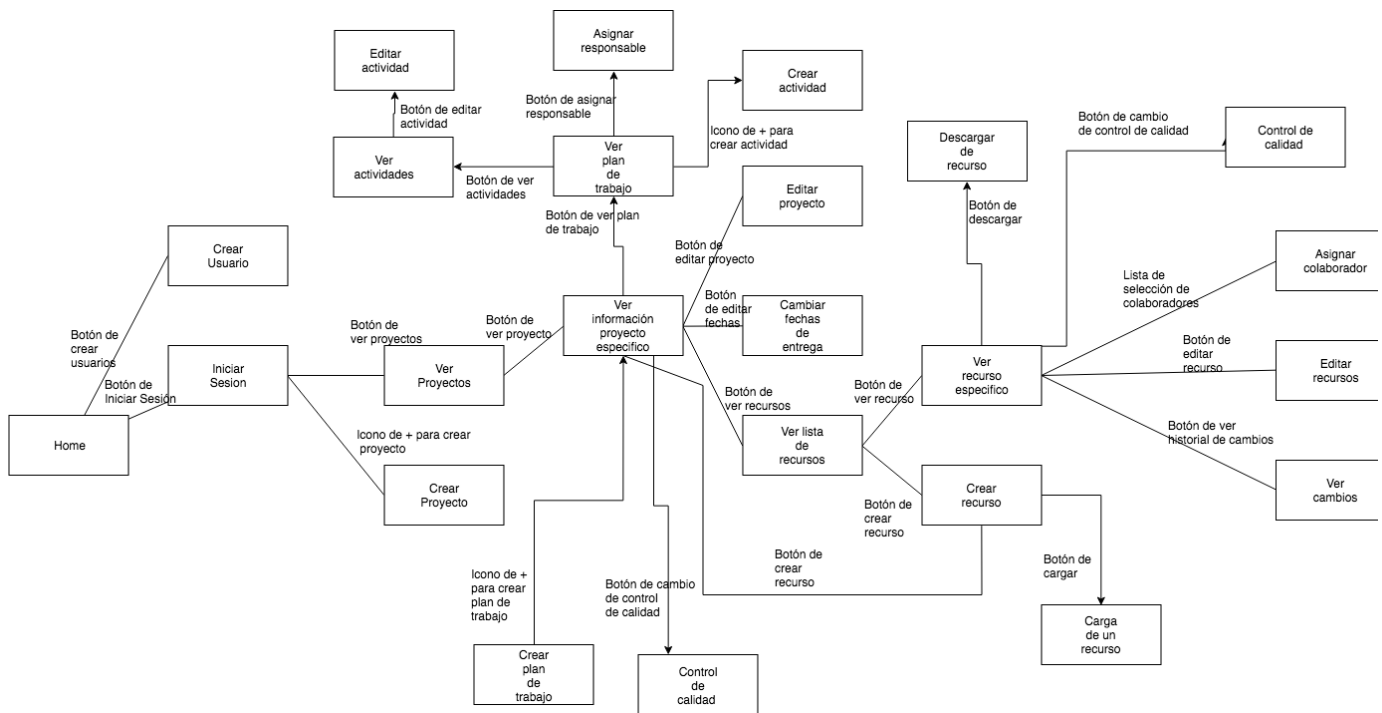 Asignar
responsable
Editar
actividad
Crear
actividad
Botón de asignar
responsable
Botón de editar
actividad
Icono de + para
crear actividad
Ver
plan
de
trabajo
Ver
actividades
Botón de ver
actividades
Botón de ver plan
de trabajo
Editar
proyecto
Descargar
de
recurso
Botón de cambio
de control de calidad
Control de
calidad
Botón de
descargar
Crear
Usuario
Botón de
editar proyecto
Asignar
colaborador
Lista de
selección de
colaboradores
Botón de
crear
usuarios
Botón de
ver proyectos
Botón de
ver proyecto
Ver
información
proyecto
especifico
Botón
de editar
fechas
Cambiar
fechas
de
entrega
Iniciar
Sesion
Ver
Proyectos
Botón de
Iniciar Sesión
Botón de
ver recursos
Botón de
ver recurso
Ver
recurso
especifico
Botón de
editar
recurso
Editar
recursos
Home
Icono de + para crear
proyecto
Ver lista
de
recursos
Botón de ver
historial de cambios
Crear
Proyecto
Botón de
crear
recurso
Crear
recurso
Ver
cambios
Icono de +
para crear
plan de
trabajo
Botón de cambio
de control
de calidad
Botón de
crear
recurso
Botón de
cargar
Crear
plan
de
trabajo
Control
de
calidad
Carga
de un
recurso